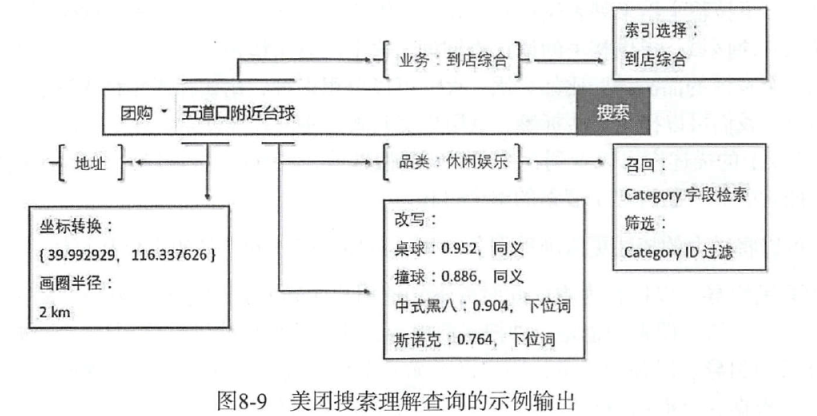 索引选择：
到店综合
业务：到店综合
团购
五道口附近台球
搜索
地址
品类：休闲娱乐
召回：
Category 字段检索
筛选：
Category ID 过滤
坐标转换：
{ 39.992929, 116.337626 }
画圈半径：
2 km
改写：
桌球：0.952，同义
撞球：0.886，同义
中式黑八：0.904，下位词
斯诺克：0.764，下位词
图8-9 美团搜索理解查询的示例输出